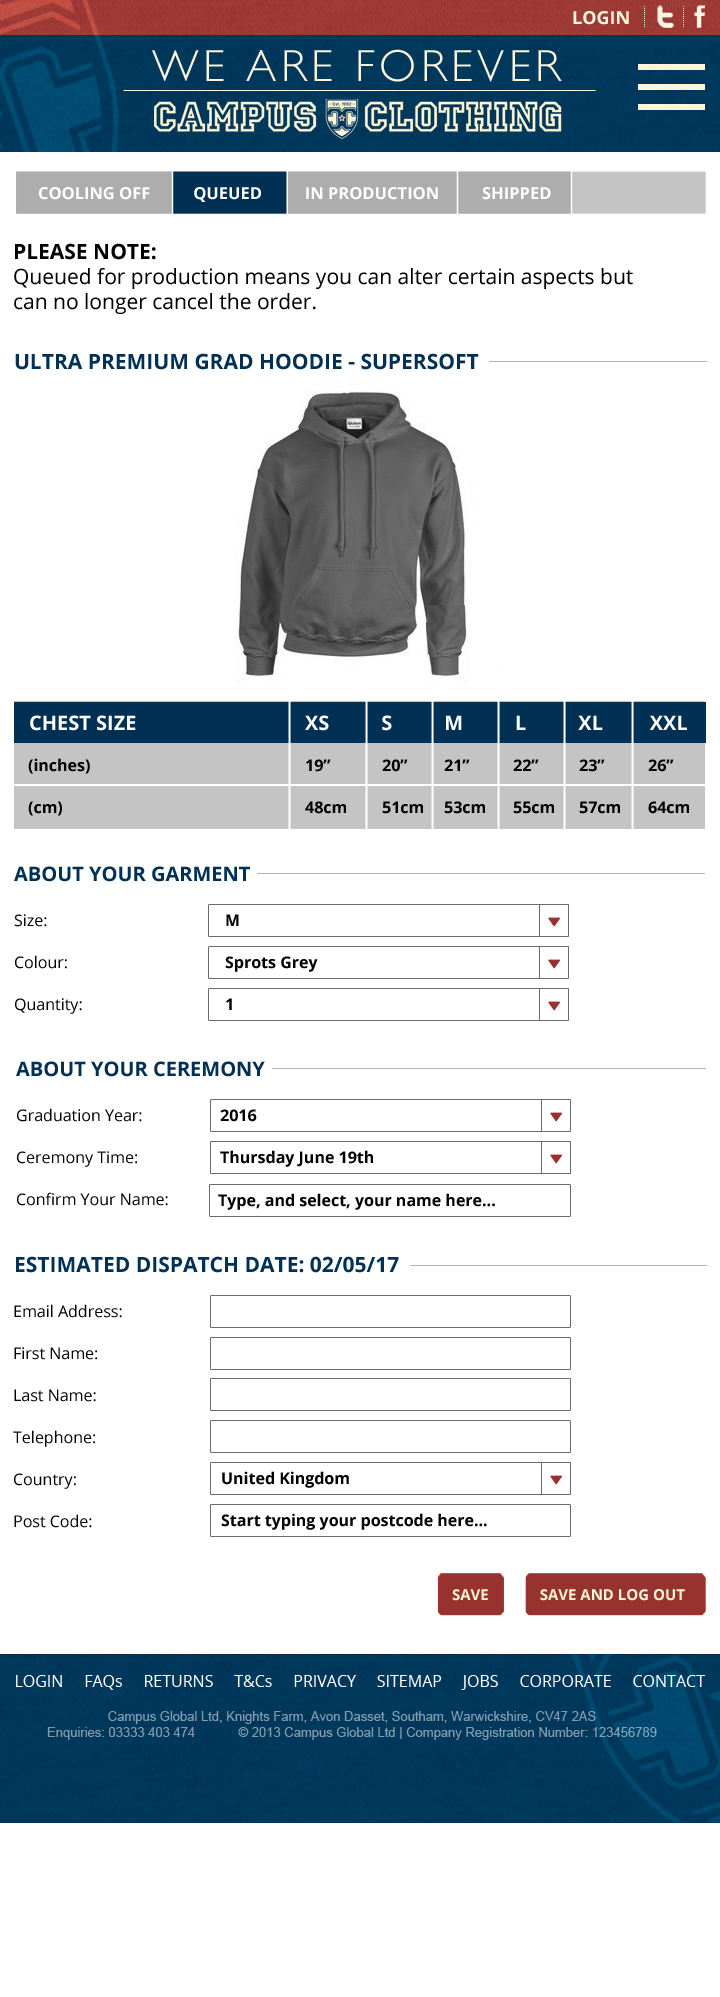 LOGIN
WE ARE FOREVER
CAMPUS CLOTHING
Est. 1992
COOLING OFF QUEUED IN PRODUCTION SHIPPED
PLEASE NOTE:
Queued for production means you can alter certain aspects but
can no longer cancel the order.
ULTRA PREMIUM GRAD HOODIE - SUPERSOFT
CHEST SIZE XS S M L XL XXL
(inches) 19” 20” 21” 22” 23” 26”
(cm) 48cm 51cm 53cm 55cm 57cm 64cm
ABOUT YOUR GARMENT
Size: M
Colour: Sprots Grey
Quantity: 1
ABOUT YOUR CEREMONY
Graduation Year: 2016
Ceremony Time: Thursday June 19th
Confirm Your Name: Type, and select, your name here...
ESTIMATED DISPATCH DATE: 02/05/17
Email Address:
First Name:
Last Name:
Telephone:
Country: United Kingdom
Post Code: Start typing your postcode here...
SAVE SAVE AND LOG OUT
LOGIN FAQs RETURNS T&Cs PRIVACY SITEMAP JOBS CORPORATE CONTACT
Campus Global Ltd, Knights Farm, Avon Dasset, Southam, Warwickshire, CV47 2AS
Enquiries: 03333 403 474 © 2013 Campus Global Ltd | Company Registration Number: 123456789